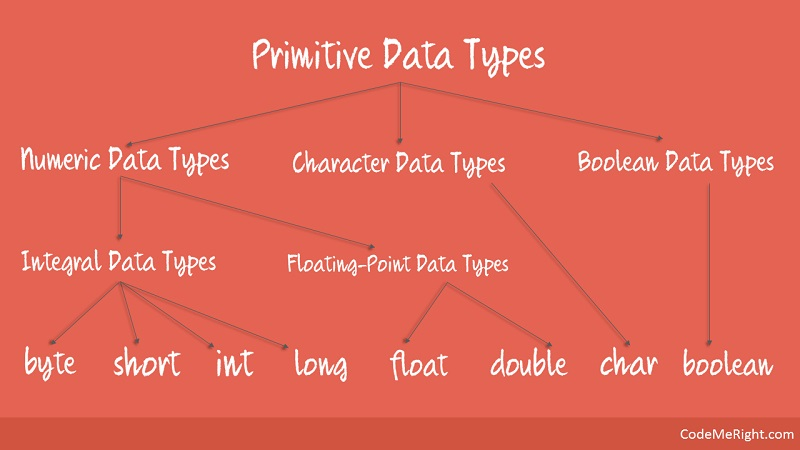 Primitive Data Types
Numeric Data Types
Character Data Types
Boolean Data Types
Integral Data Types
Floating-Point Data Types
byte
short
int
long
float
double
char
boolean
CodeMeRight.com